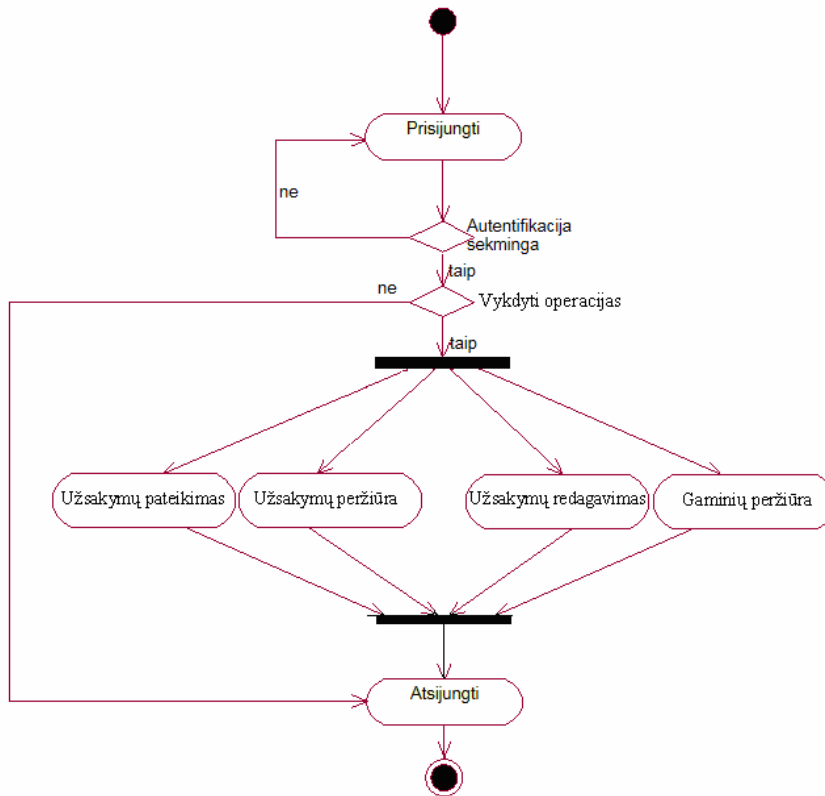 Prisijungti
ne
Autentifikacija
sekminga
taip
ne
Vykdyti operacijas
taip
Užsakymų pateikimas
Užsakymų peržiūra
Užsakymų redagavimas
Gaminių peržiūra
Atsijungti